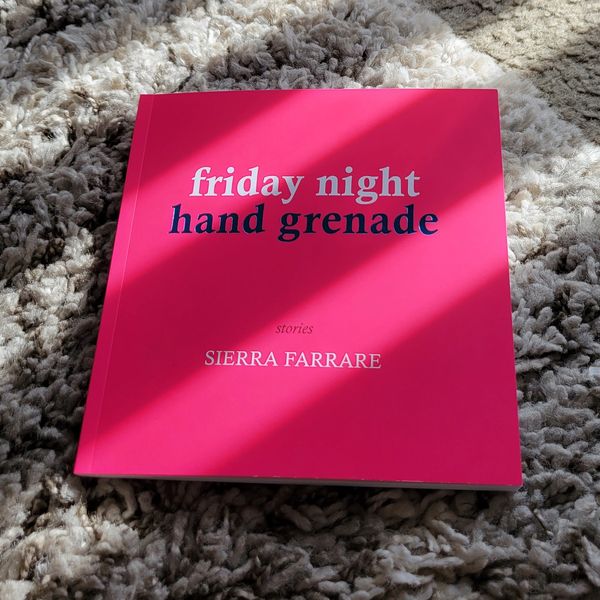 friday night
hand grenade
stories
SIERRA FARRARE